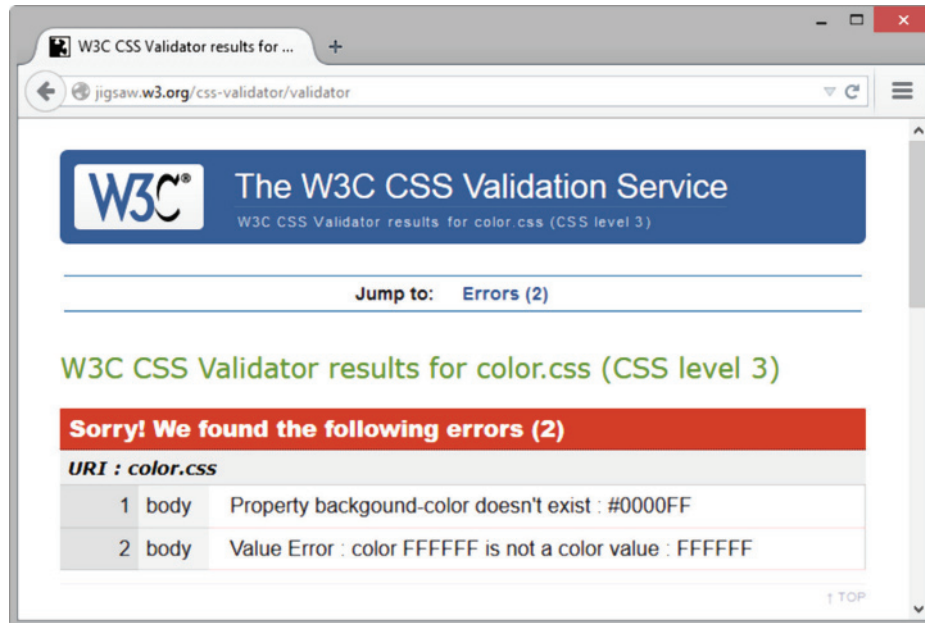 W3C CSS Validator results for ...
jigsaw.w3.org/css-validator/validator
W3C®
The W3C CSS Validation Service
W3C CSS Validator results for color.css (CSS level 3)
Jump to: Errors (2)
W3C CSS Validator results for color.css (CSS level 3)
Sorry! We found the following errors (2)
URI : color.css
1 body Property backgound-color doesn't exist : #0000FF
2 body Value Error : color FFFFFF is not a color value : FFFFFF
↑ TOP